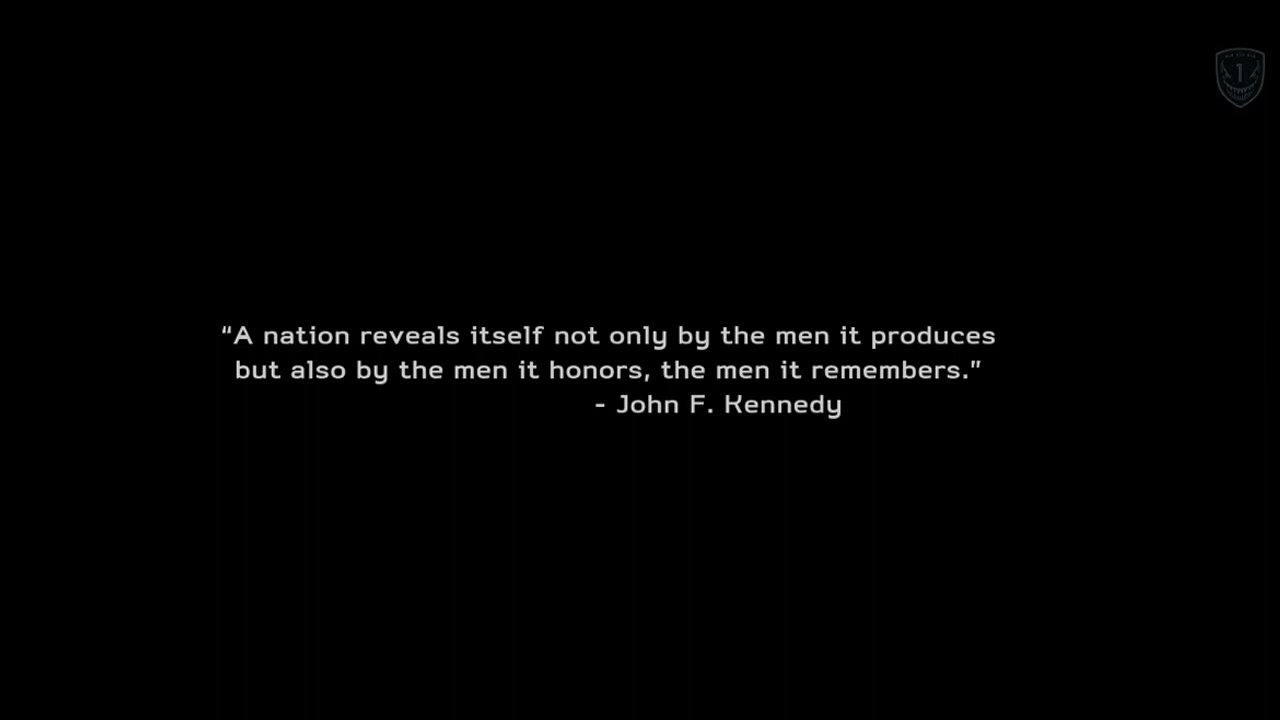 “A nation reveals itself not only by the men it produces
but also by the men it honors, the men it remembers.”
- John F. Kennedy
1